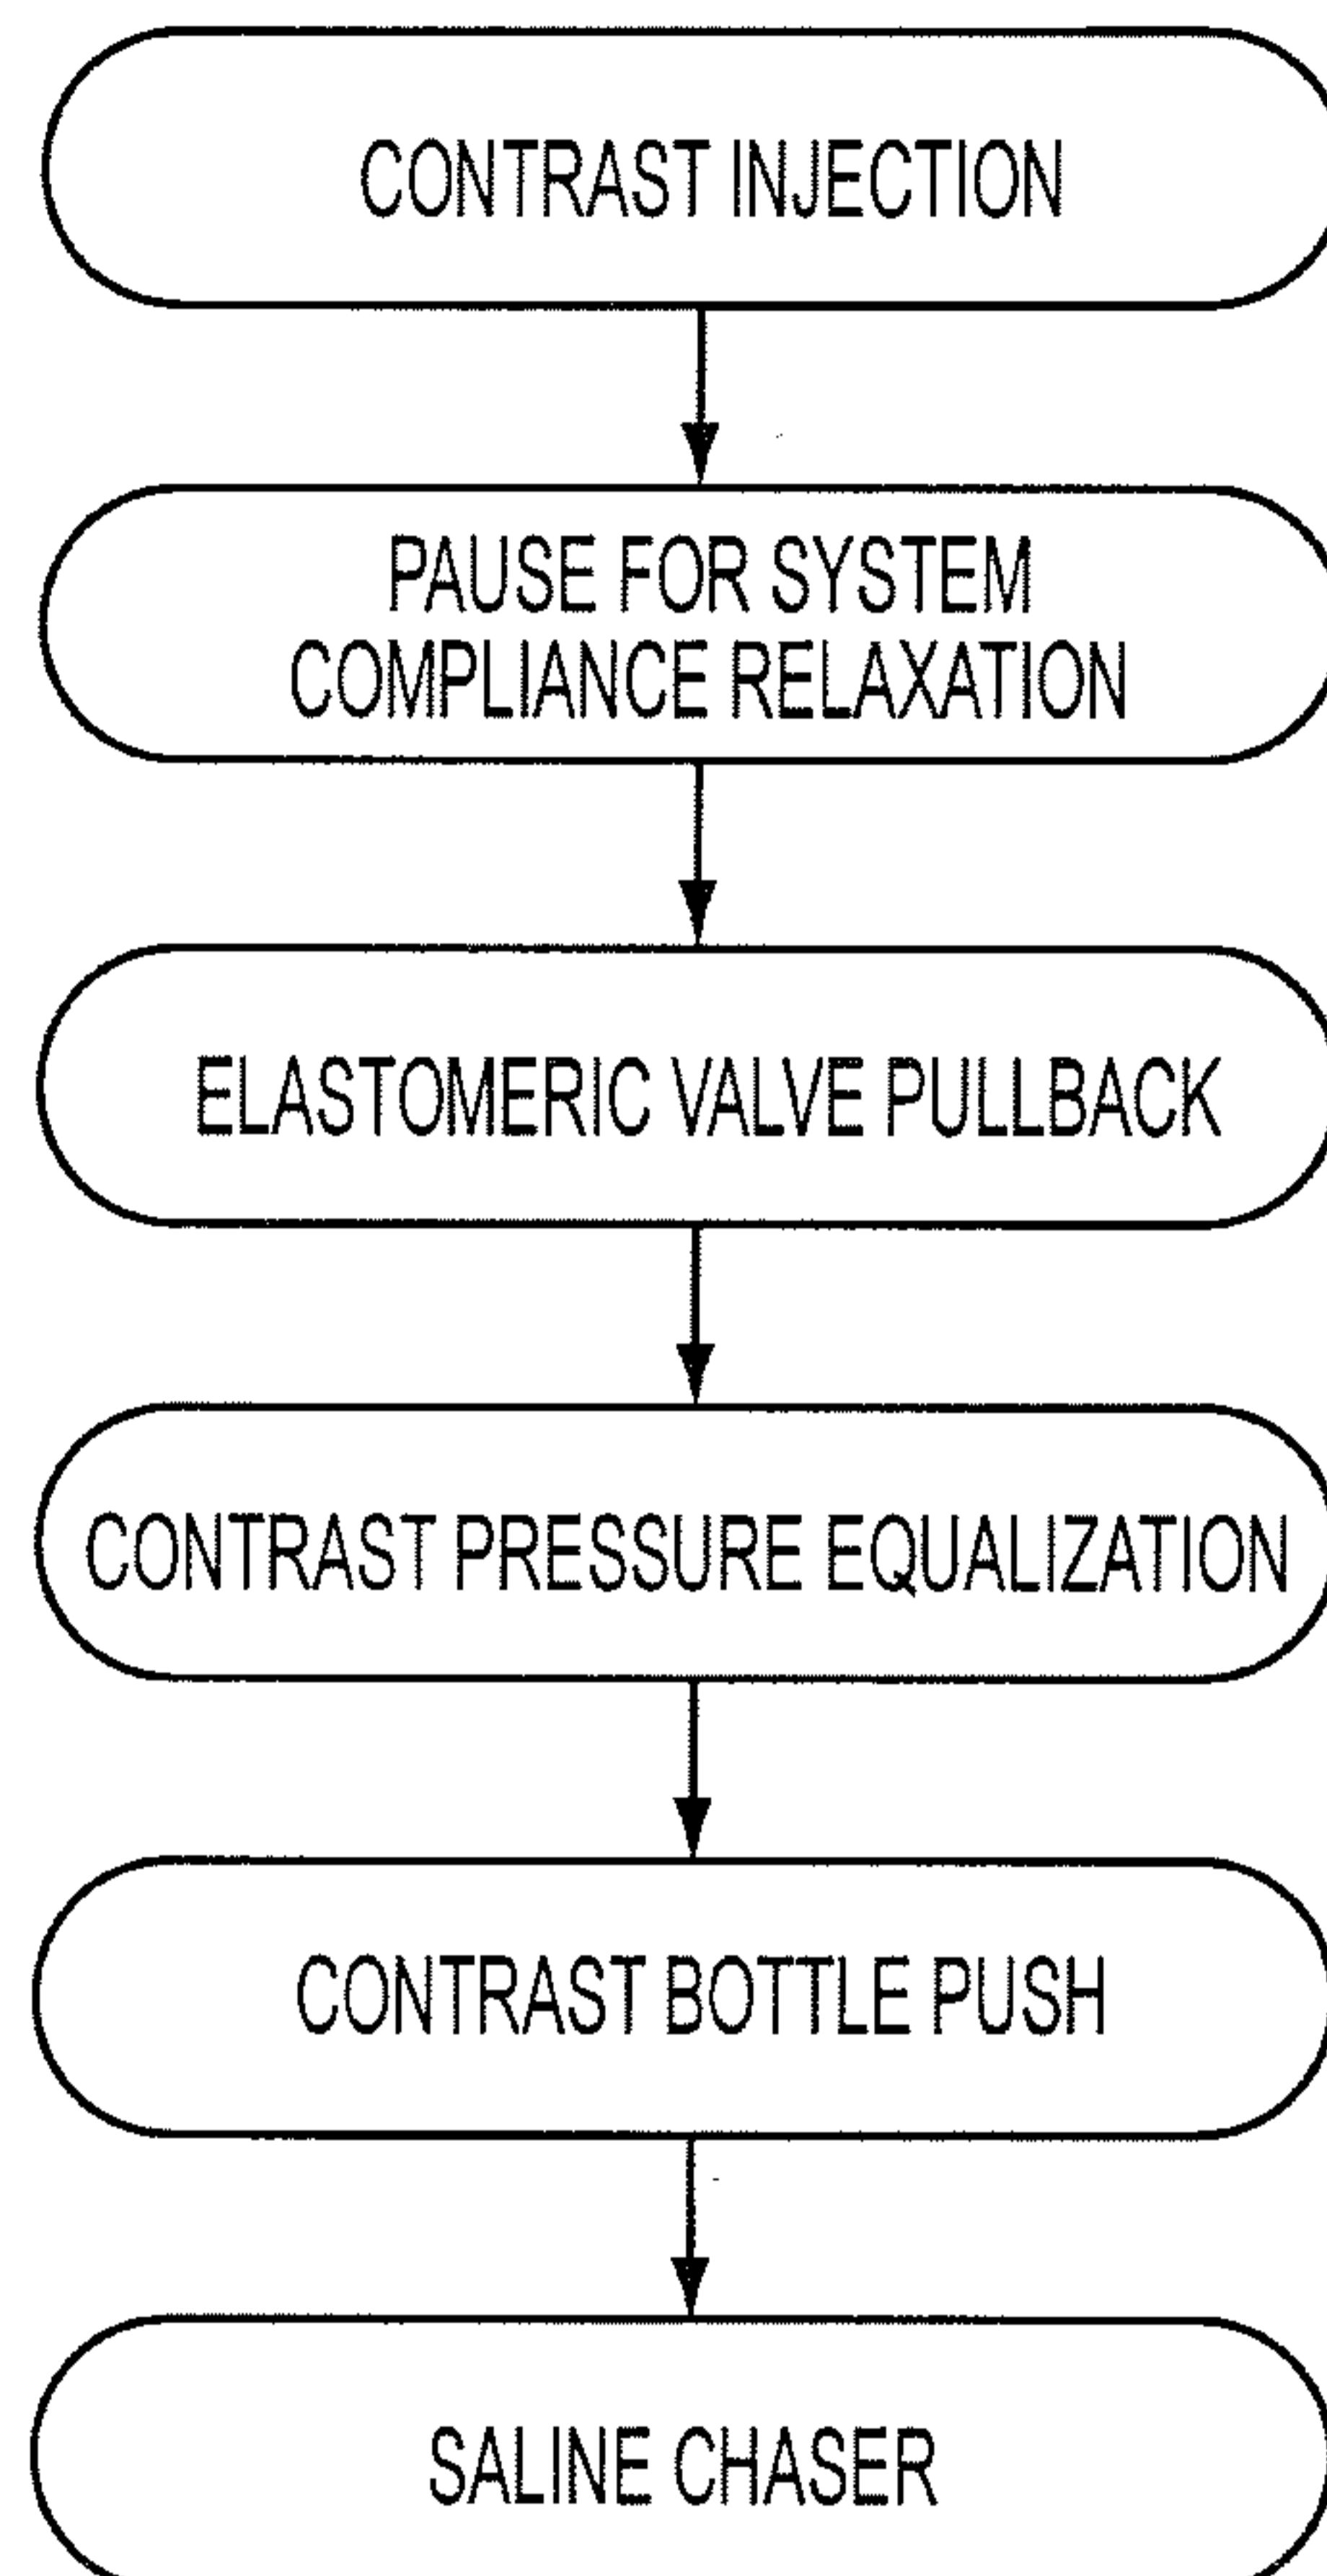 CONTRAST INJECTION
PAUSE FOR SYSTEM
COMPLIANCE RELAXATION
ELASTOMERIC VALVE PULLBACK
CONTRAST PRESSURE EQUALIZATION
CONTRAST BOTTLE PUSH
SALINE CHASER